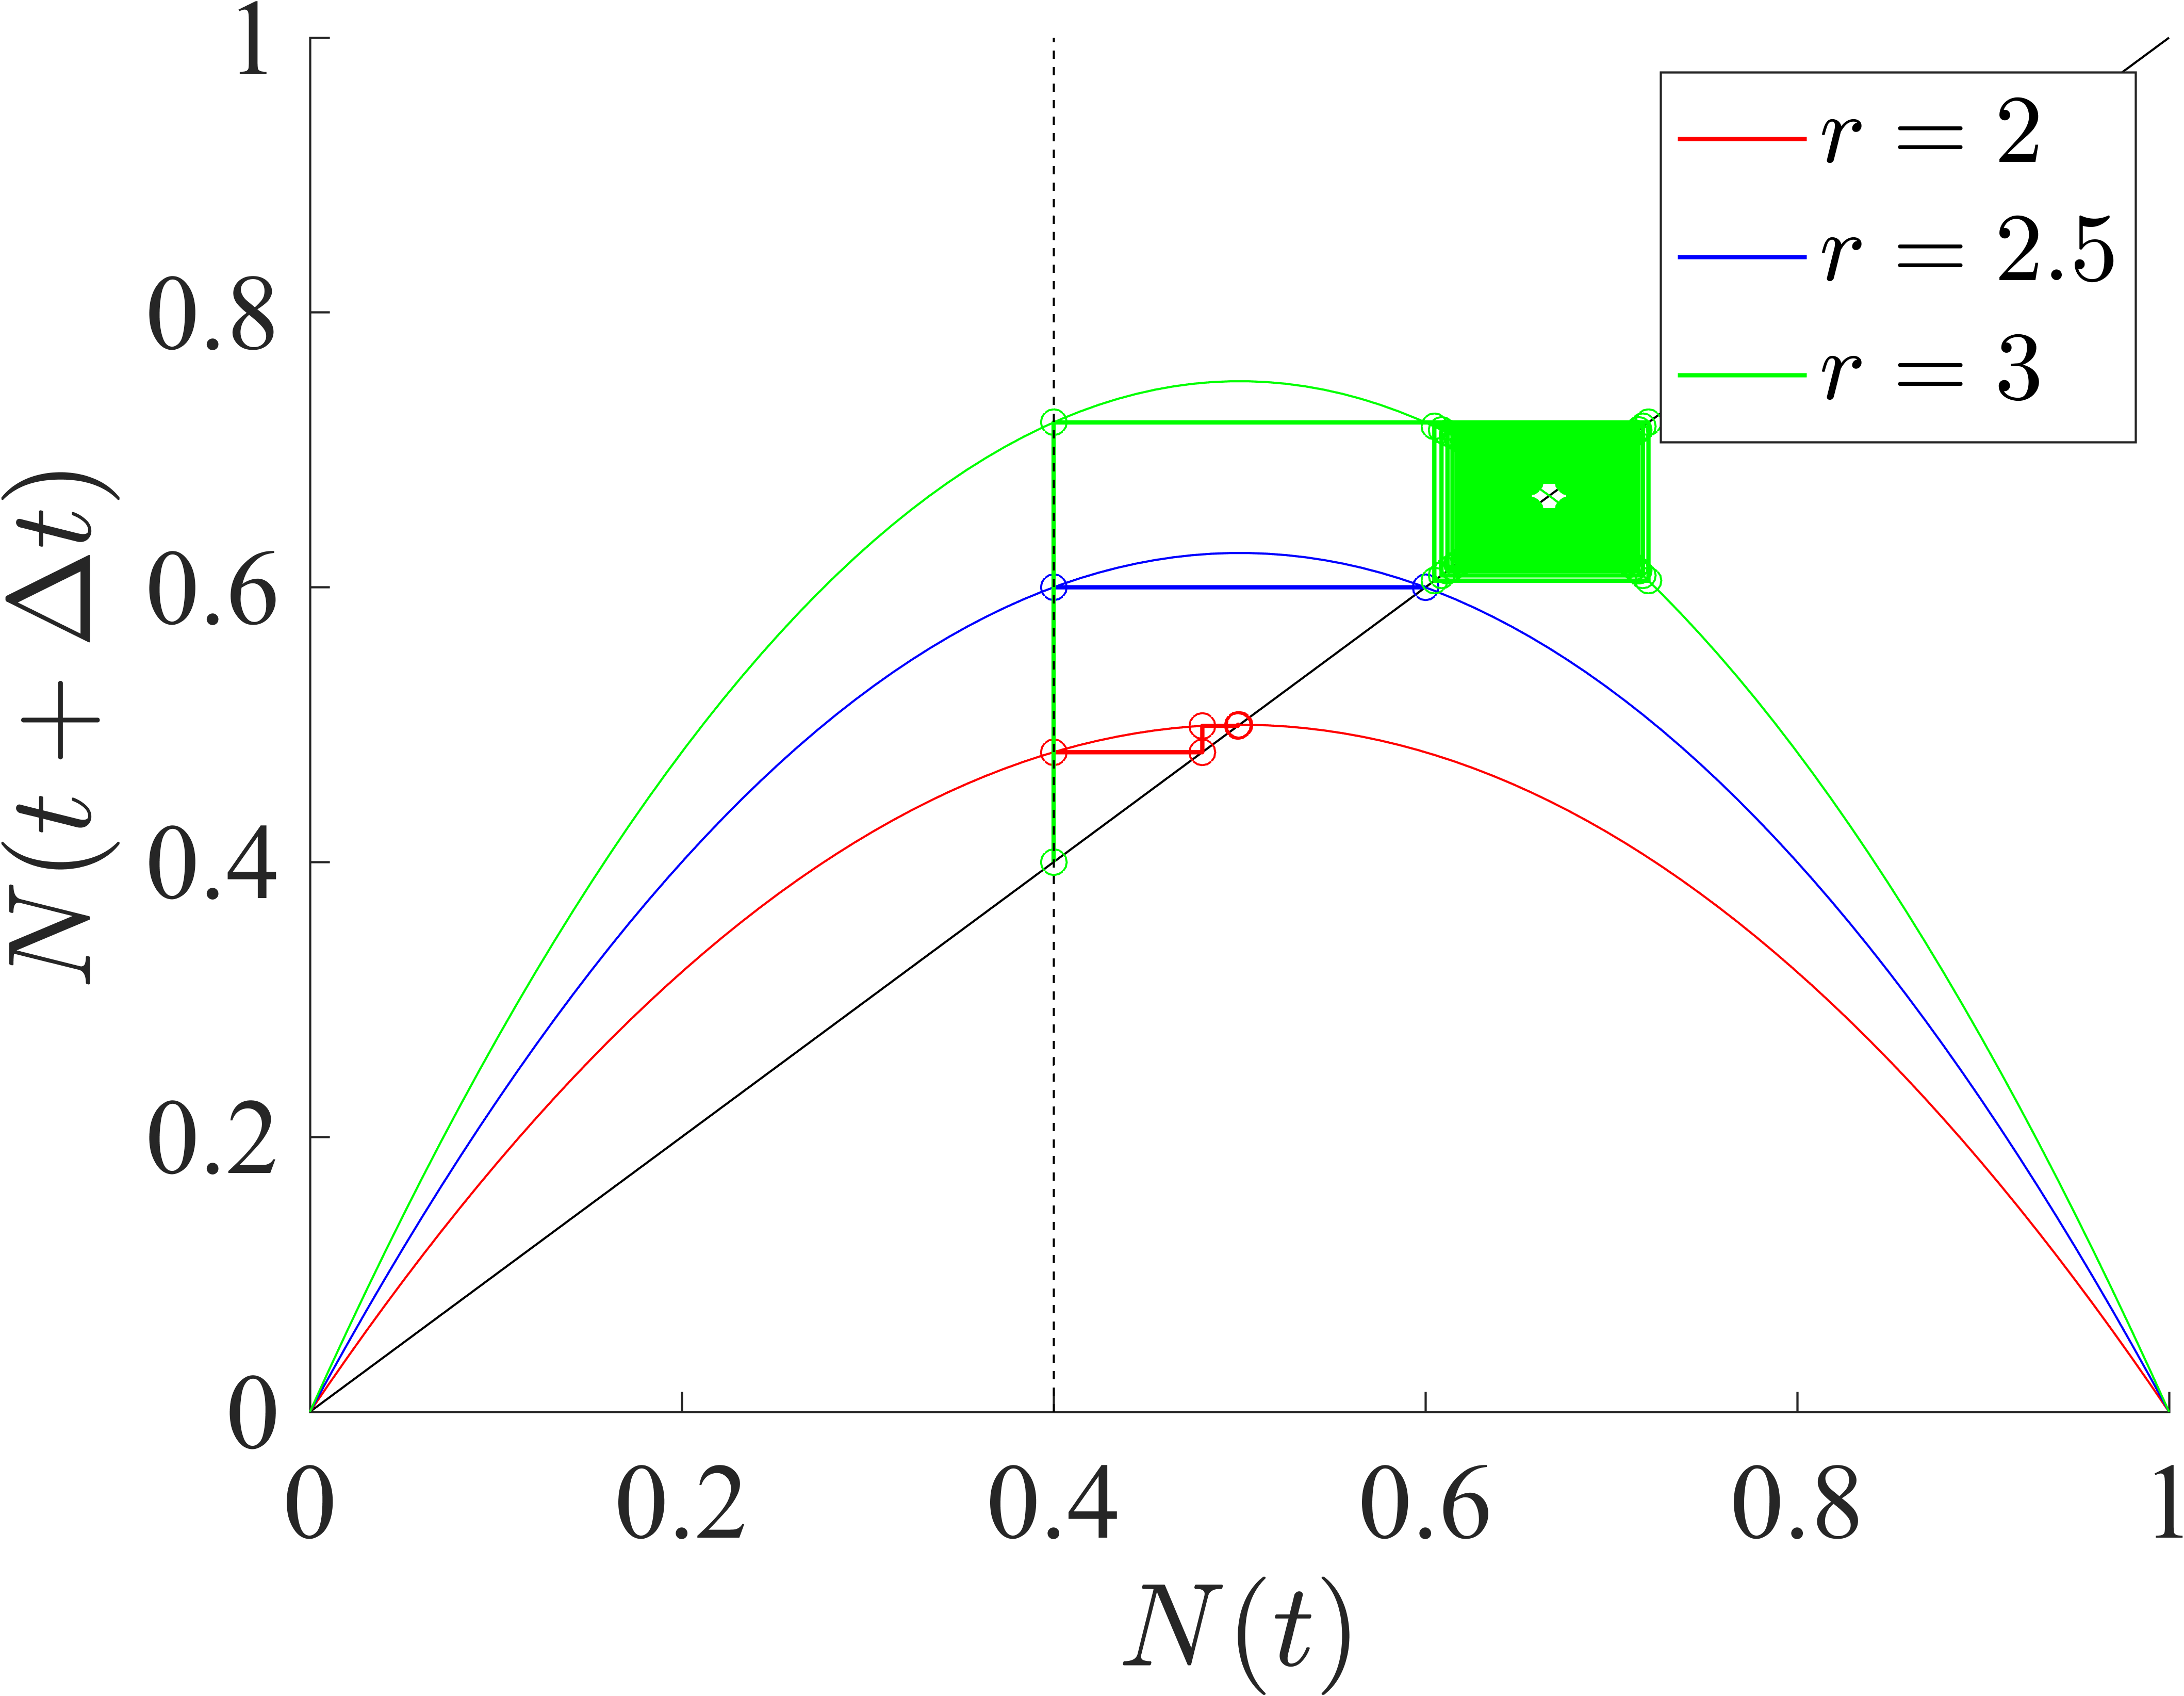 1
0.8
0.6
0.4
0.2
0
N(t + Δt)
0 0.2 0.4 0.6 0.8 1
N(t)
r = 2
r = 2.5
r = 3